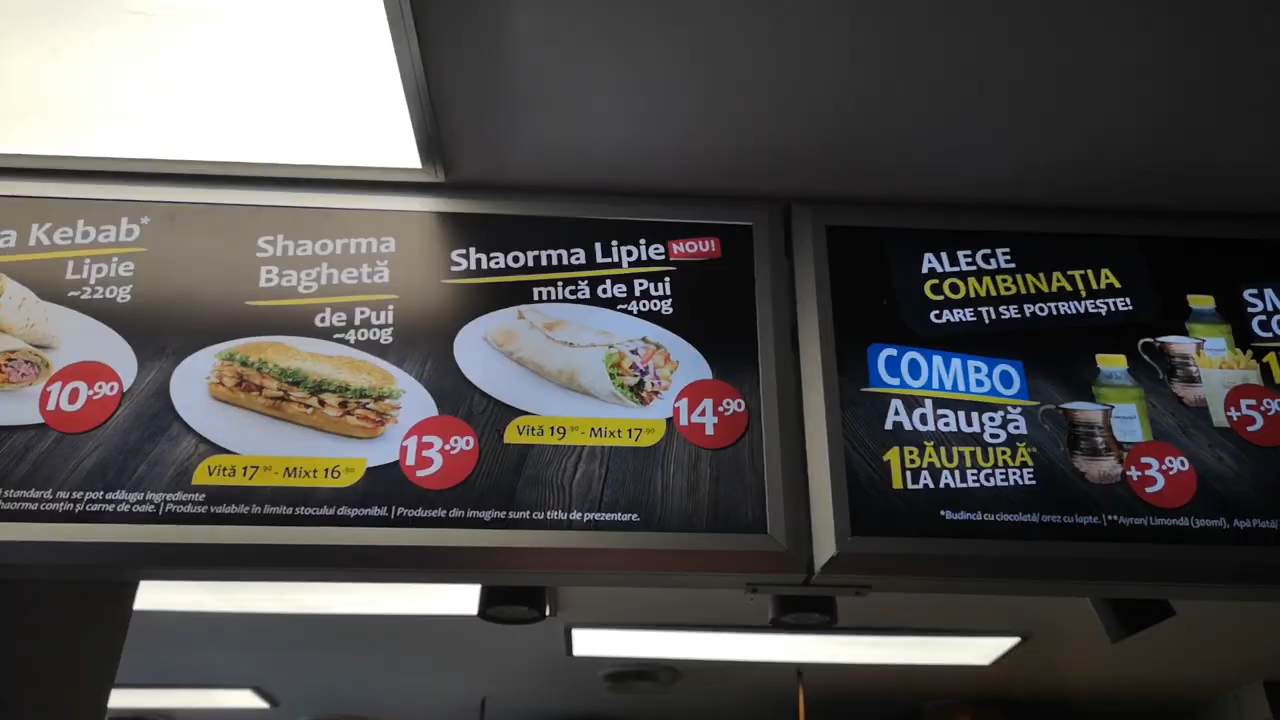 a Kebab*
Lipie
~220g
10.90
Shaorma
Baghetă
de Pui
~400g
13.90
Vită 17.90 - Mixt 16.90
Shaorma Lipie NOU!
mică de Pui
~400g
14.90
Vită 19.90 - Mixt 17.90
standard, nu se pot adăuga ingrediente
haorma conțin și carne de oaie. | Produse valabile în limita stocului disponibil. | Produsele din imagine sunt cu titlu de prezentare.
ALEGE
COMBINAȚIA
CARE ȚI SE POTRIVEȘTE!
COMBO
Adaugă
1 BĂUTURĂ**
LA ALEGERE
+3.90
SM
CO
1
+5.90
*Budincă cu ciocolată/ orez cu lapte. | **Ayran/ Limondă (300ml), Apă Plată/